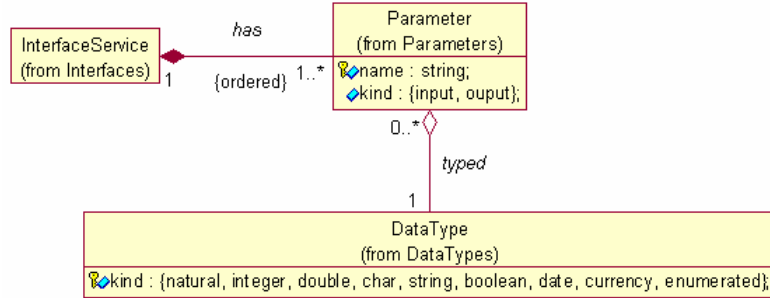 InterfaceService
(from Interfaces)
has
1
{ordered}
1..*
Parameter
(from Parameters)
name : string;
kind : {input, ouput};
0..*
typed
1
DataType
(from DataTypes)
kind : {natural, integer, double, char, string, boolean, date, currency, enumerated};